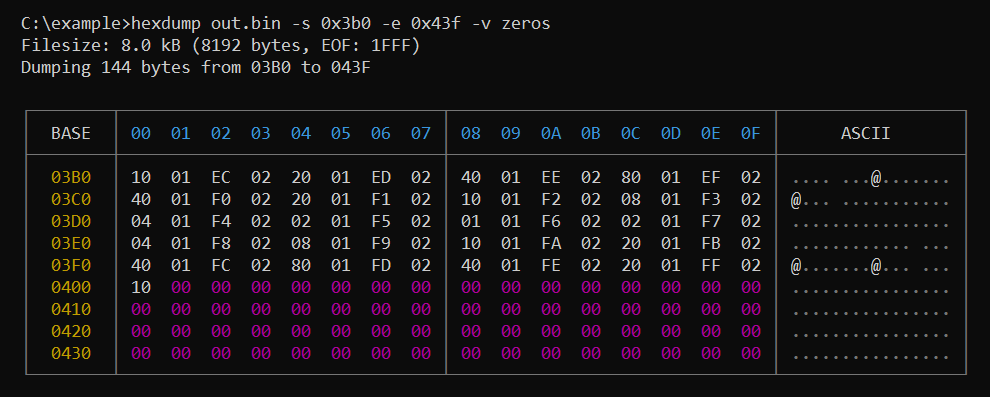 C:\example>hexdump out.bin -s 0x3b0 -e 0x43f -v zeros
Filesize: 8.0 kB (8192 bytes, EOF: 1FFF)
Dumping 144 bytes from 03B0 to 043F
BASE 00 01 02 03 04 05 06 07 08 09 0A 0B 0C 0D 0E 0F ASCII
03B0 10 01 EC 02 20 01 ED 02 40 01 EE 02 80 01 EF 02 .... ...@.......
03C0 40 01 F0 02 20 01 F1 02 10 01 F2 02 08 01 F3 02 @... ...........
03D0 04 01 F4 02 02 01 F5 02 01 01 F6 02 02 01 F7 02 ................
03E0 04 01 F8 02 08 01 F9 02 10 01 FA 02 20 01 FB 02 ............ ...
03F0 40 01 FC 02 80 01 FD 02 40 01 FE 02 20 01 FF 02 @.......@... ...
0400 10 00 00 00 00 00 00 00 00 00 00 00 00 00 00 00 ................
0410 00 00 00 00 00 00 00 00 00 00 00 00 00 00 00 00 ................
0420 00 00 00 00 00 00 00 00 00 00 00 00 00 00 00 00 ................
0430 00 00 00 00 00 00 00 00 00 00 00 00 00 00 00 00 ................